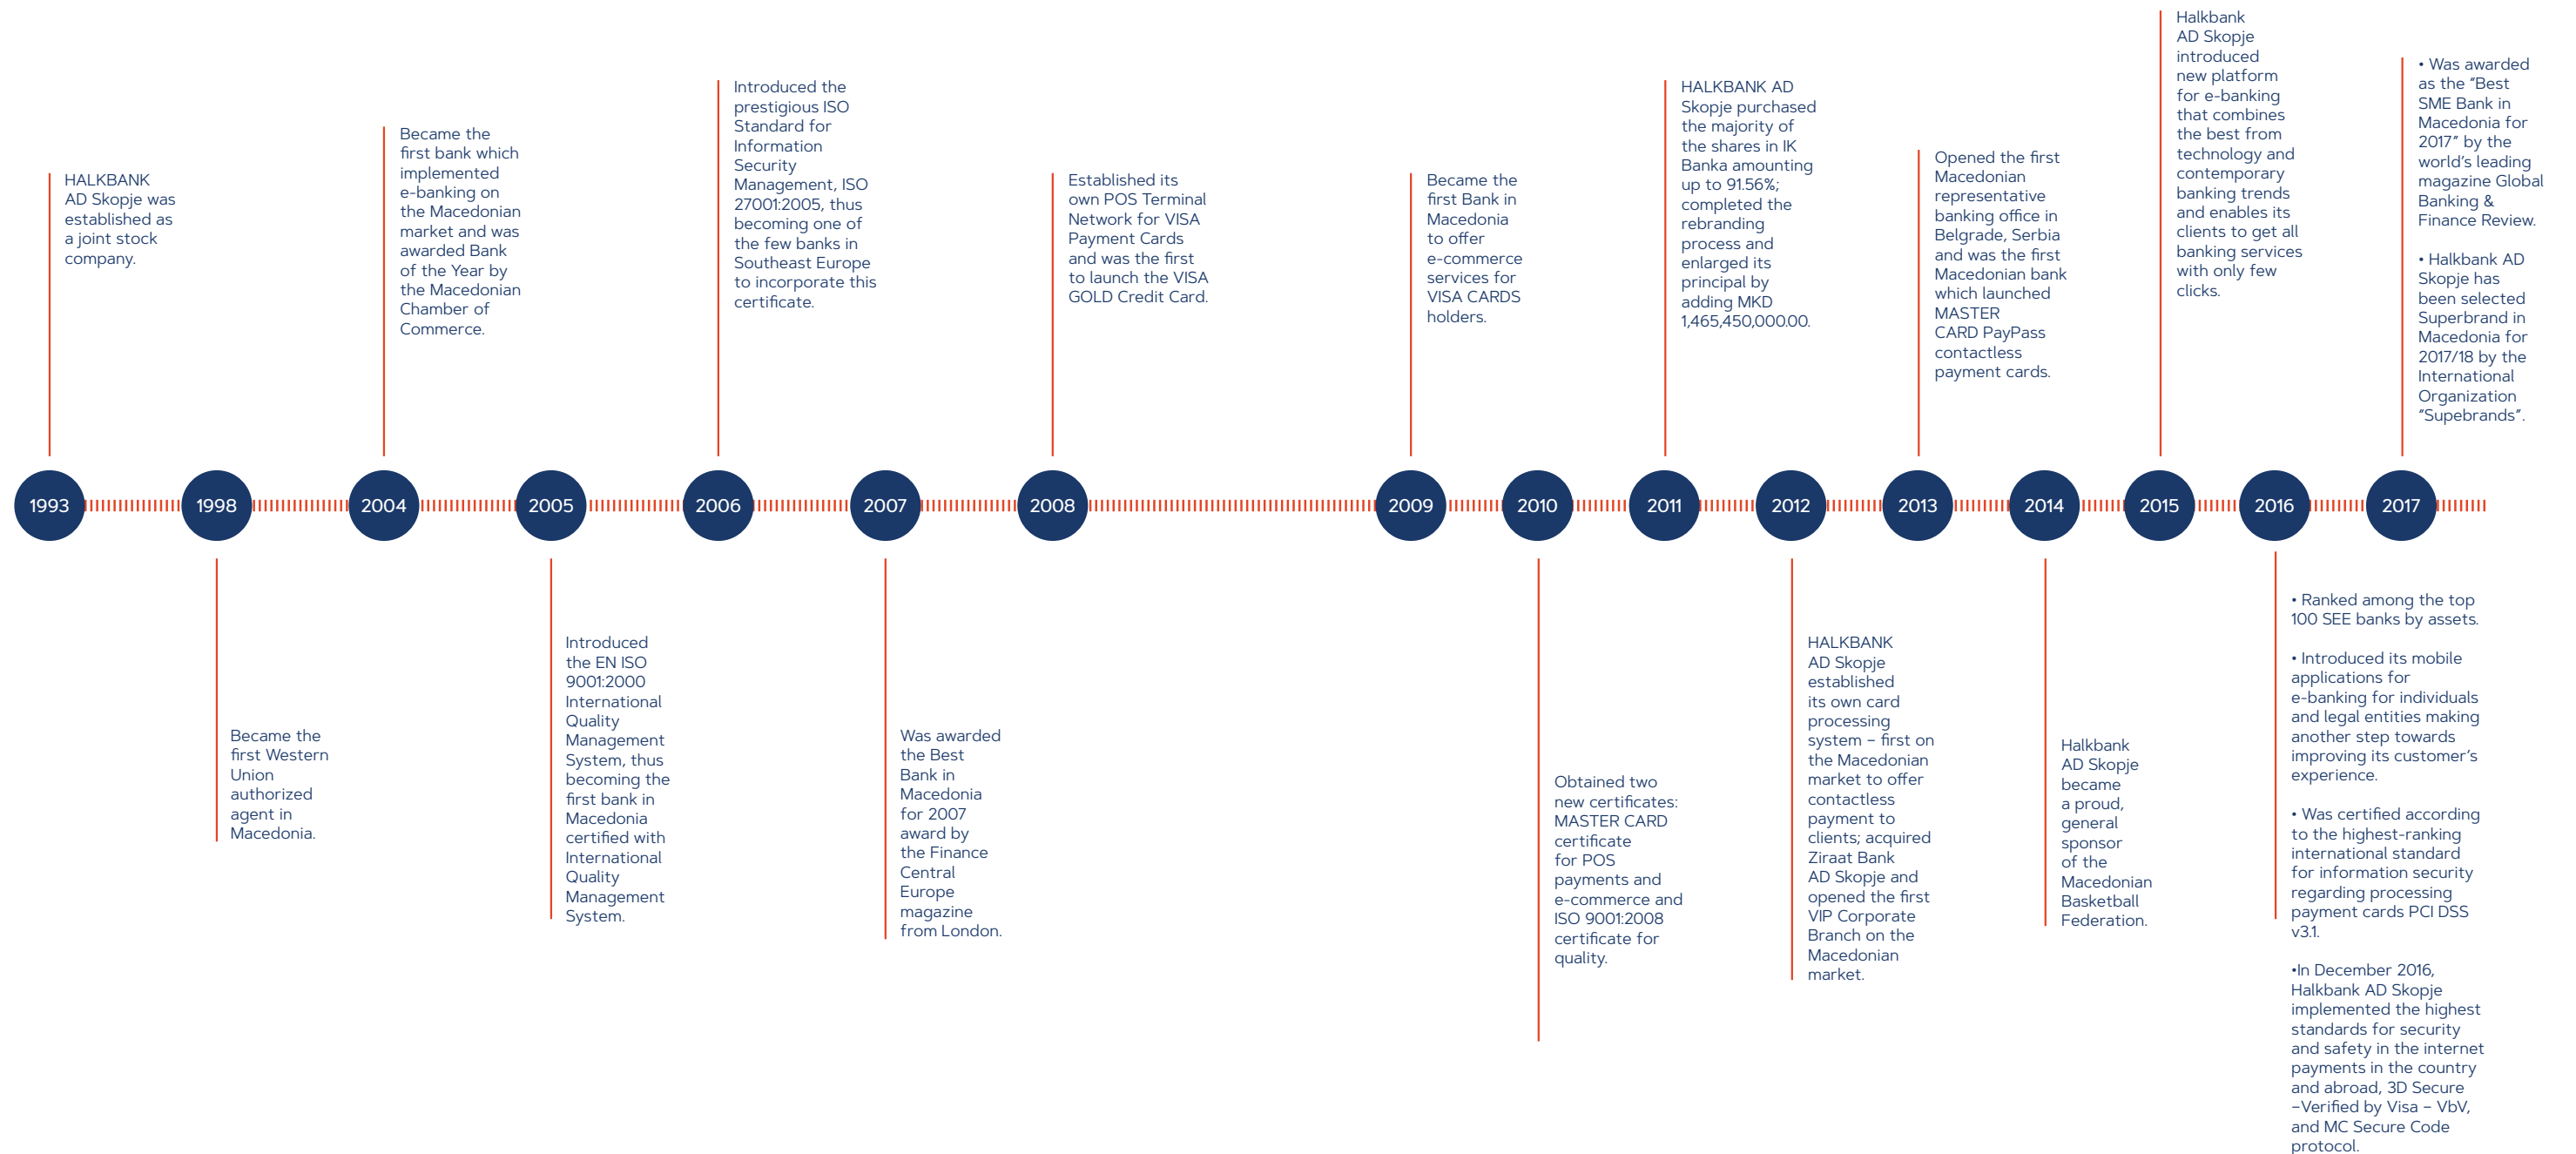 HALKBANK
AD Skopje was
established as
a joint stock
company.
Became the
first bank which
implemented
e-banking on
the Macedonian
market and was
awarded Bank
of the Year by
the Macedonian
Chamber of
Commerce.
Introduced the
prestigious ISO
Standard for
Information
Security
Management, ISO
27001:2005, thus
becoming one of
the few banks in
Southeast Europe
to incorporate this
certificate.
Established its
own POS Terminal
Network for VISA
Payment Cards
and was the first
to launch the VISA
GOLD Credit Card.
Became the
first Bank in
Macedonia
to offer
e-commerce
services for
VISA CARDS
holders.
HALKBANK AD
Skopje purchased
the majority of
the shares in IK
Banka amounting
up to 91.56%;
completed the
rebranding
process and
enlarged its
principal by
adding MKD
1,465,450,000.00.
Opened the first
Macedonian
representative
banking office in
Belgrade, Serbia
and was the first
Macedonian bank
which launched
MASTER
CARD PayPass
contactless
payment cards.
Halkbank
AD Skopje
introduced
new platform
for e-banking
that combines
the best from
technology and
contemporary
banking trends
and enables its
clients to get all
banking services
with only few
clicks.
• Was awarded
as the “Best
SME Bank in
Macedonia for
2017” by the
world’s leading
magazine Global
Banking &
Finance Review.
• Halkbank AD
Skopje has
been selected
Superbrand in
Macedonia for
2017/18 by the
International
Organization
“Supebrands”.
1993 1998 2004 2005 2006 2007 2008 2009 2010 2011 2012 2013 2014 2015 2016 2017
Became the
first Western
Union
authorized
agent in
Macedonia.
Introduced
the EN ISO
9001:2000
International
Quality
Management
System, thus
becoming the
first bank in
Macedonia
certified with
International
Quality
Management
System.
Was awarded
the Best
Bank in
Macedonia
for 2007
award by
the Finance
Central
Europe
magazine
from London.
Obtained two
new certificates:
MASTER CARD
certificate
for POS
payments and
e-commerce and
ISO 9001:2008
certificate for
quality.
HALKBANK
AD Skopje
established
its own card
processing
system – first on
the Macedonian
market to offer
contactless
payment to
clients; acquired
Ziraat Bank
AD Skopje and
opened the first
VIP Corporate
Branch on the
Macedonian
market.
Halkbank
AD Skopje
became
a proud,
general
sponsor
of the
Macedonian
Basketball
Federation.
• Ranked among the top
100 SEE banks by assets.
• Introduced its mobile
applications for
e-banking for individuals
and legal entities making
another step towards
improving its customer’s
experience.
• Was certified according
to the highest-ranking
international standard
for information security
regarding processing
payment cards PCI DSS
v3.1.
•In December 2016,
Halkbank AD Skopje
implemented the highest
standards for security
and safety in the internet
payments in the country
and abroad, 3D Secure
–Verified by Visa – VbV,
and MC Secure Code
protocol.